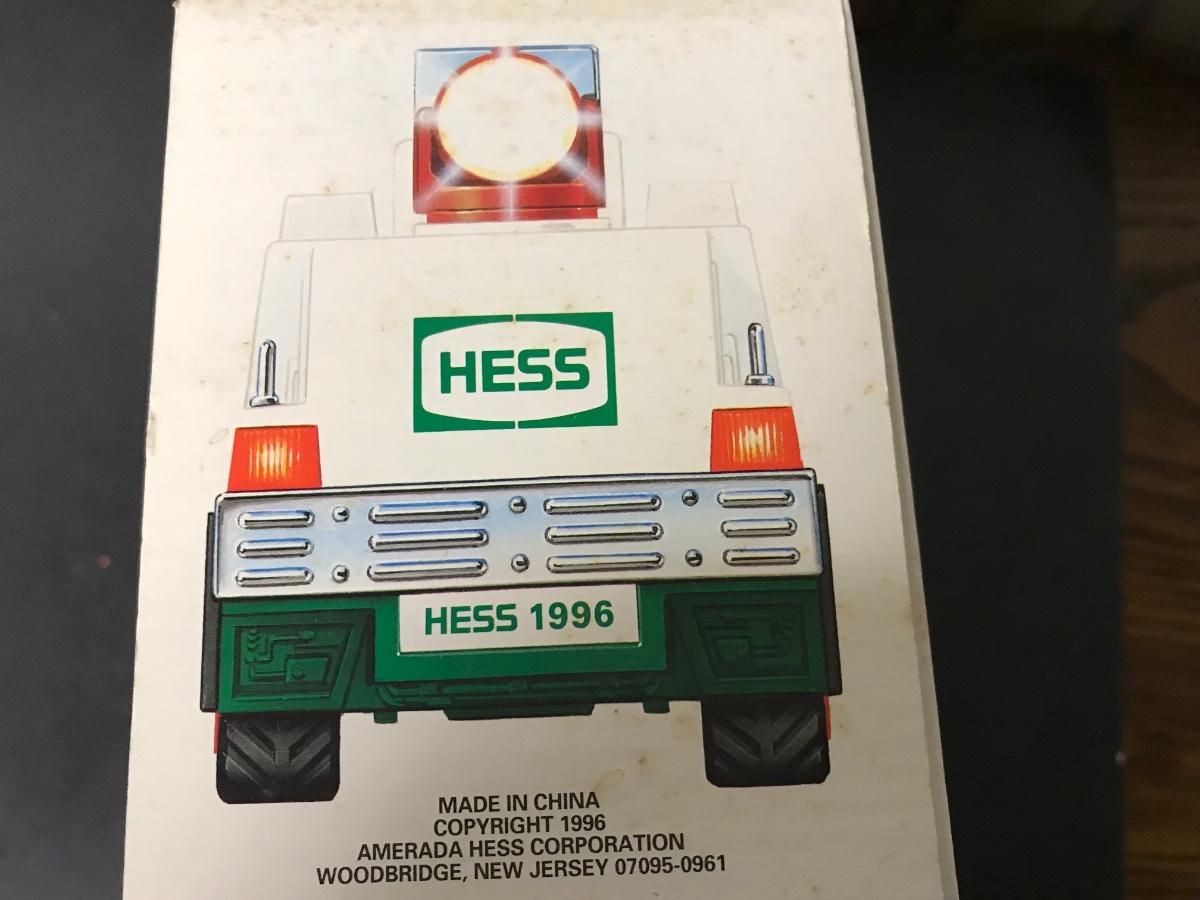 HESS
HESS 1996
MADE IN CHINA
COPYRIGHT 1996
AMERADA HESS CORPORATION
WOODBRIDGE, NEW JERSEY 07095-0961